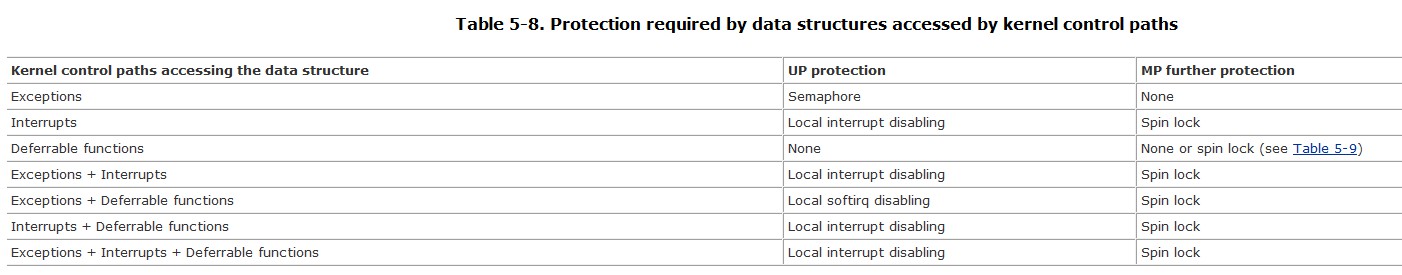 Table 5-8. Protection required by data structures accessed by kernel control paths
Kernel control paths accessing the data structure UP protection MP further protection
Exceptions Semaphore None
Interrupts Local interrupt disabling Spin lock
Deferrable functions None None or spin lock (see Table 5-9)
Exceptions + Interrupts Local interrupt disabling Spin lock
Exceptions + Deferrable functions Local softirq disabling Spin lock
Interrupts + Deferrable functions Local interrupt disabling Spin lock
Exceptions + Interrupts + Deferrable functions Local interrupt disabling Spin lock